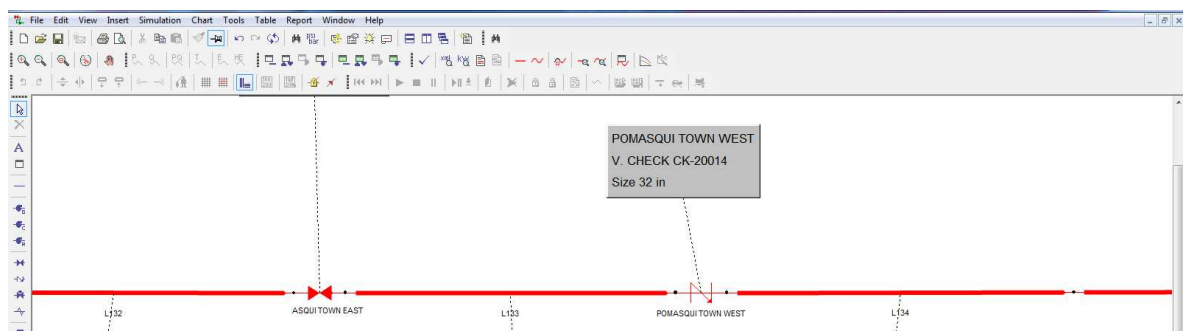 File Edit View Insert Simulation Chart Tools Table Report Window Help
POMASQUI TOWN WEST
V. CHECK CK-20014
Size 32 in
L132
ASQUI TOWN EAST
L133
POMASQUI TOWN WEST
L134